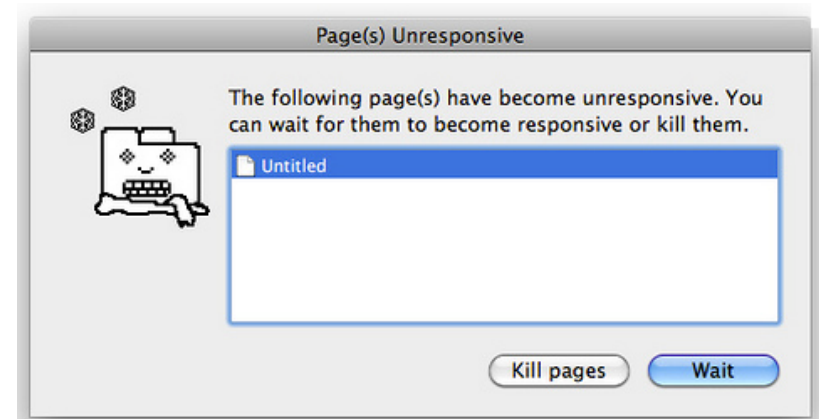 Page(s) Unresponsive
The following page(s) have become unresponsive. You
can wait for them to become responsive or kill them.
Untitled
Kill pages
Wait